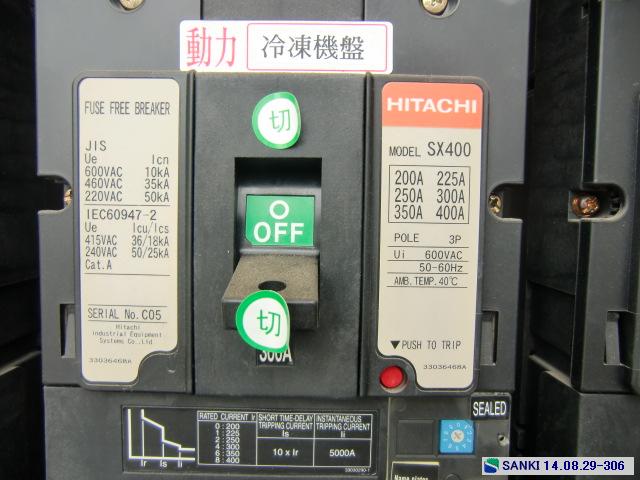 動力 冷凍機盤
FUSE FREE BREAKER
JIS
Ue Icn
600VAC 10kA
460VAC 35kA
220VAC 50kA
IEC60947-2
Ue Icu/Ics
415VAC 36/18kA
240VAC 50/25kA
Cat.A
SERIAL No. C05
Hitachi
Industrial Equipment
Systems Co.,Ltd
3303646BA
切
OFF
切
300A
HITACHI
MODEL SX400
200A 225A
250A 300A
350A 400A
POLE 3P
Ui 600VAC
50-60Hz
AMB. TEMP. 40℃
▼PUSH TO TRIP
3303646BA
Ir Is Ii
RATED CURRENT Ir
0 : 200
1 : 225
2 : 250
4 : 300
6 : 350
8 : 400
SHORT TIME-DELAY
TRIPPING CURRENT
Is
10 x Ir
INSTANTANEOUS
TRIPPING CURRENT
Ii
5000A
SEALED
SANKI 14.08.29-306